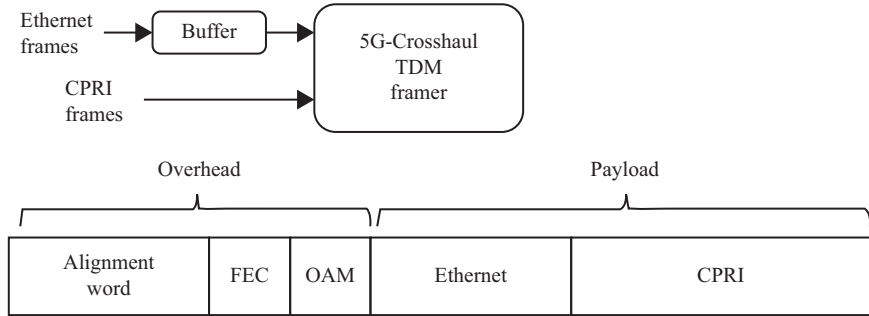 Ethernet
frames
Buffer
5G-Crosshaul
TDM
framer
CPRI
frames
Overhead
Payload
Alignment
word
FEC
OAM
Ethernet
CPRI